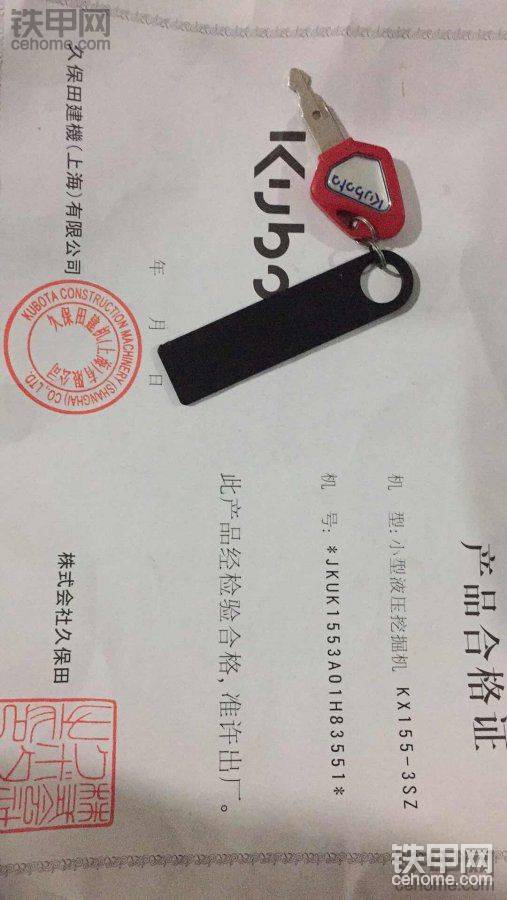 铁甲网
cehome.com
产品合格证
机 型:小型液压挖掘机 KX155-3SZ
机 号:*JKUK1553A01H83551*
此产品经检验合格，准许出厂。
Kubo
Kubota
年 月 日
久保田建機(上海)有限公司
KUBOTA CONSTRUCTION MACHINERY (SHANGHAI) CO., LTD.
久保田建机(上海)有限公司
株式会社久保田
铁甲网
cehome.com